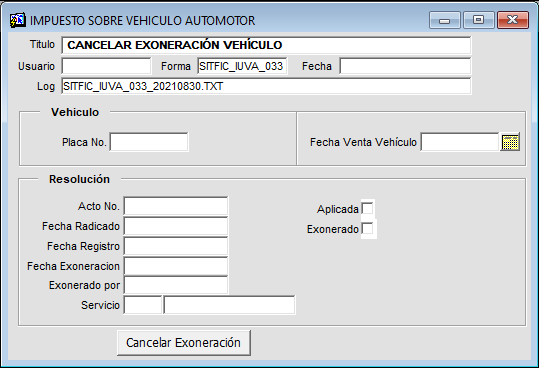 IMPUESTO SOBRE VEHICULO AUTOMOTOR
Titulo CANCELAR EXONERACIÓN VEHÍCULO
Usuario Forma SITFIC_IUVA_033 Fecha
Log SITFIC_IUVA_033_20210830.TXT
Vehiculo
Placa No. Fecha Venta Vehículo
Resolución
Acto No. Aplicada
Fecha Radicado Exonerado
Fecha Registro
Fecha Exoneracion
Exonerado por
Servicio
Cancelar Exoneración